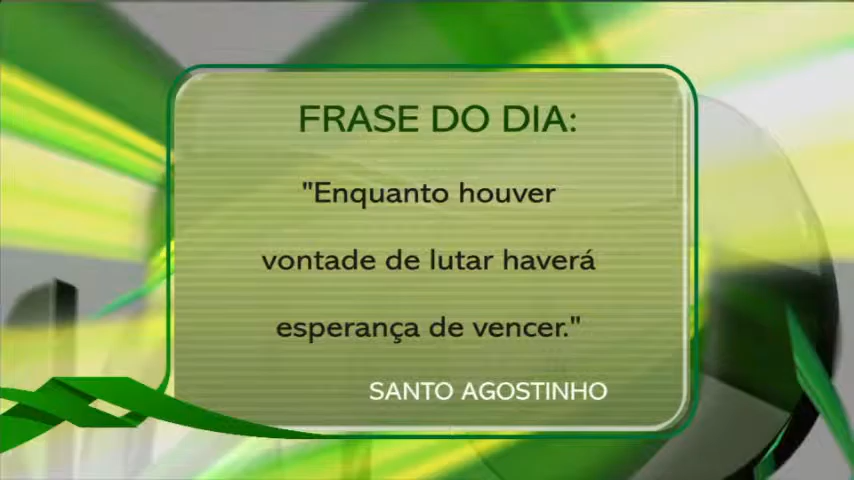 FRASE DO DIA:
"Enquanto houver
vontade de lutar haverá
esperança de vencer."
SANTO AGOSTINHO